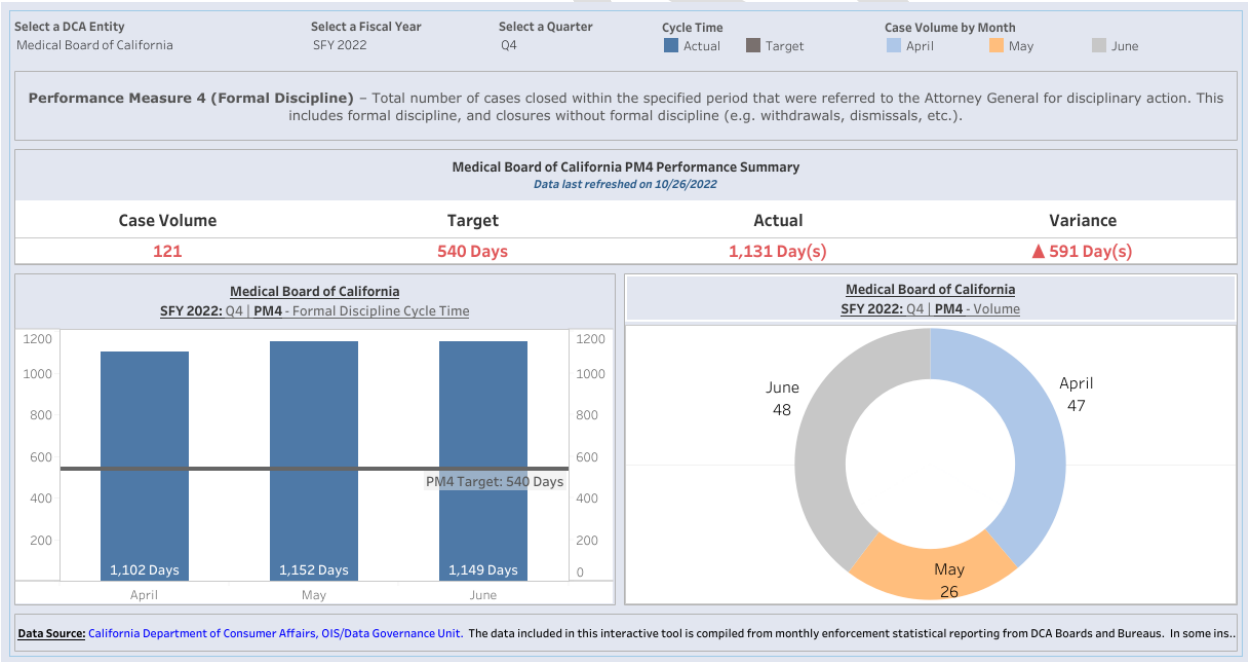 Select a DCA Entity
Medical Board of California
Select a Fiscal Year
SFY 2022
Select a Quarter
Q4
Cycle Time
Actual
Target
Case Volume by Month
April
May
June
Performance Measure 4 (Formal Discipline) – Total number of cases closed within the specified period that were referred to the Attorney General for disciplinary action. This
includes formal discipline, and closures without formal discipline (e.g. withdrawals, dismissals, etc.).
Medical Board of California PM4 Performance Summary
Data last refreshed on 10/26/2022
Case Volume
Target
Actual
Variance
121
540 Days
1,131 Day(s)
▲ 591 Day(s)
Medical Board of California
SFY 2022: Q4 | PM4 - Formal Discipline Cycle Time
1200
1000
800
600
400
200
1200
1000
800
600
400
200
0
PM4 Target: 540 Days
1,102 Days
1,152 Days
1,149 Days
April
May
June
Medical Board of California
SFY 2022: Q4 | PM4 - Volume
June
48
April
47
May
26
Data Source: California Department of Consumer Affairs, OIS/Data Governance Unit. The data included in this interactive tool is compiled from monthly enforcement statistical reporting from DCA Boards and Bureaus. In some ins..